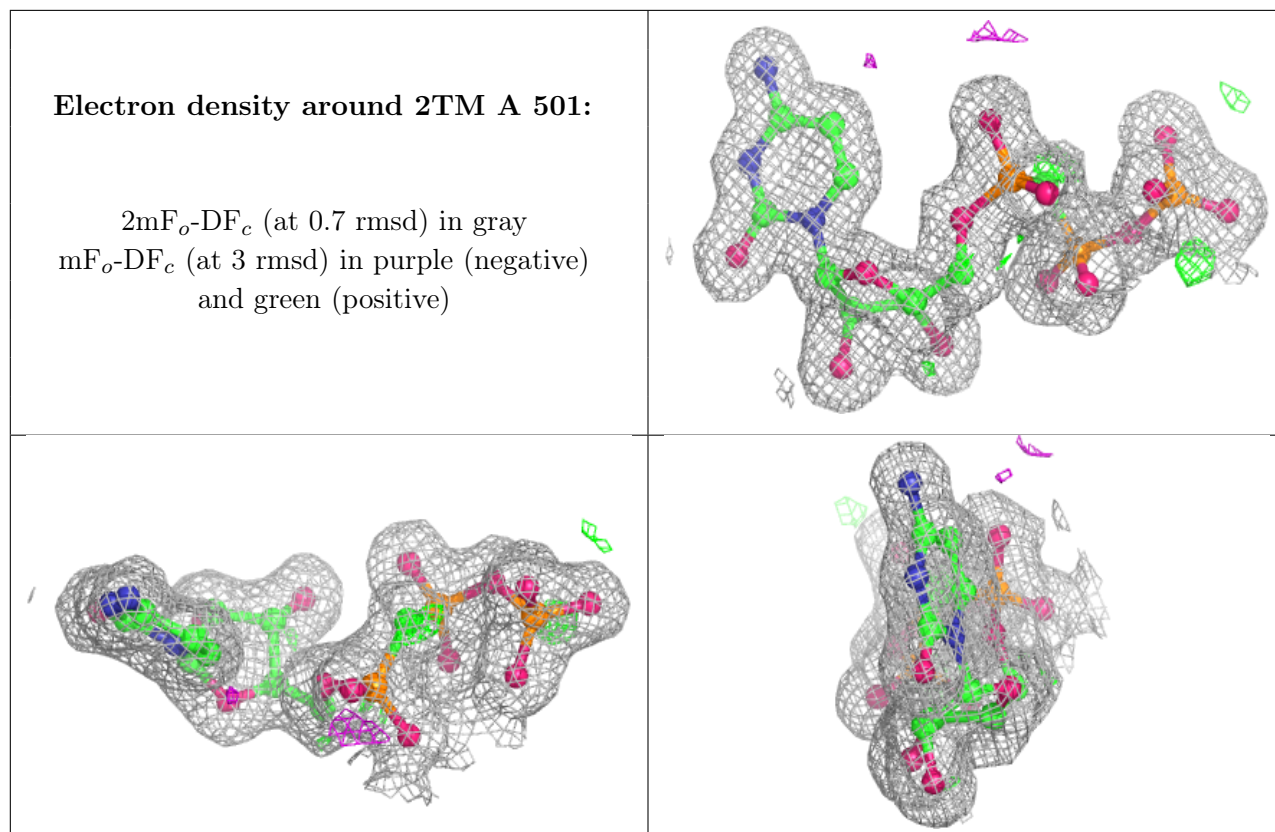 Electron density around 2TM A 501:
2mFₒ-DF𝒸 (at 0.7 rmsd) in gray
mFₒ-DF𝒸 (at 3 rmsd) in purple (negative)
and green (positive)